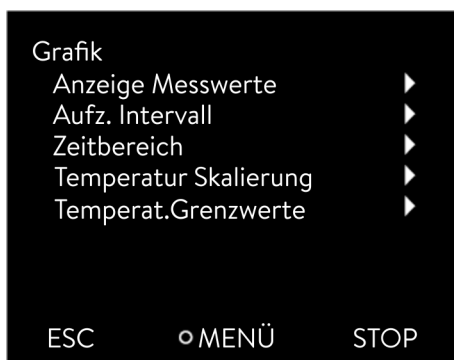 Grafik
Anzeige Messwerte
Aufz. Intervall
Zeitbereich
Temperatur Skalierung
Temperat.Grenzwerte
ESC MENÜ STOP